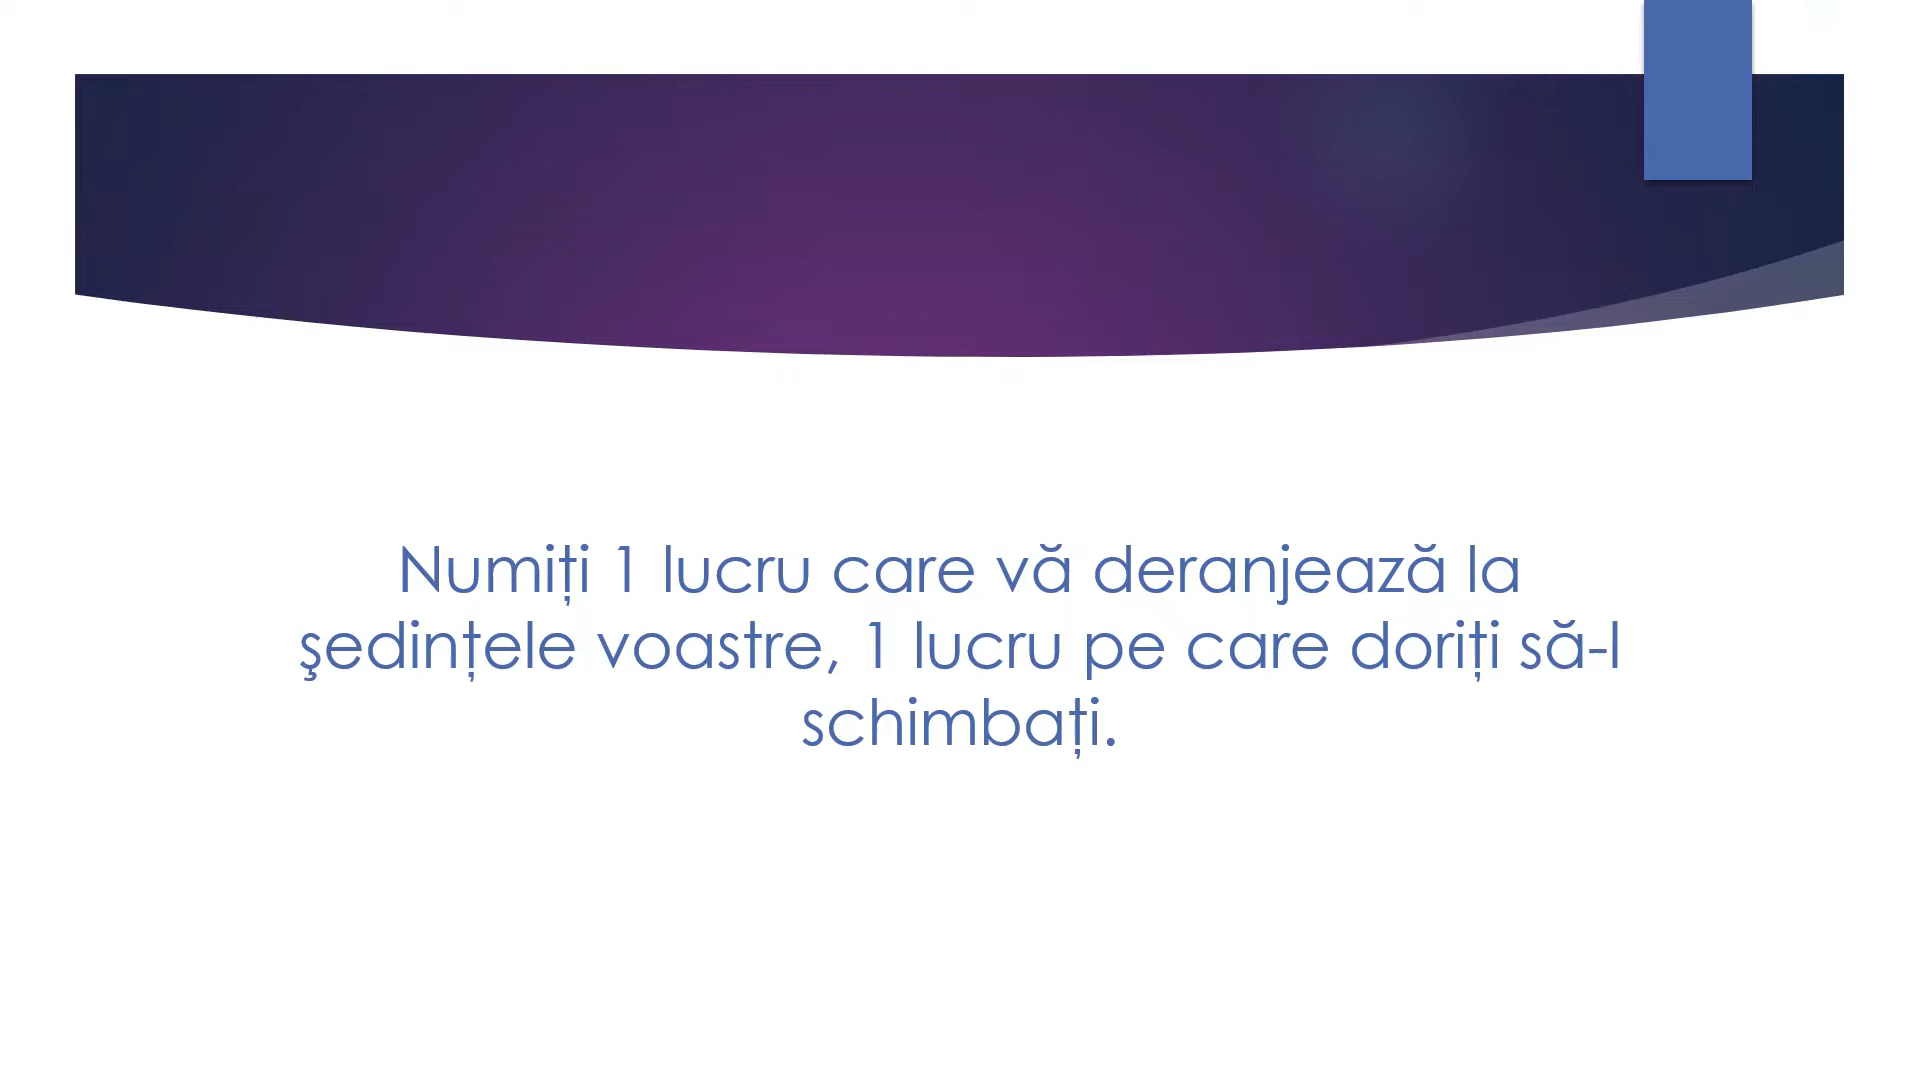 Numiți 1 lucru care vă deranjează la
şedințele voastre, 1 lucru pe care doriți să-l
schimbați.